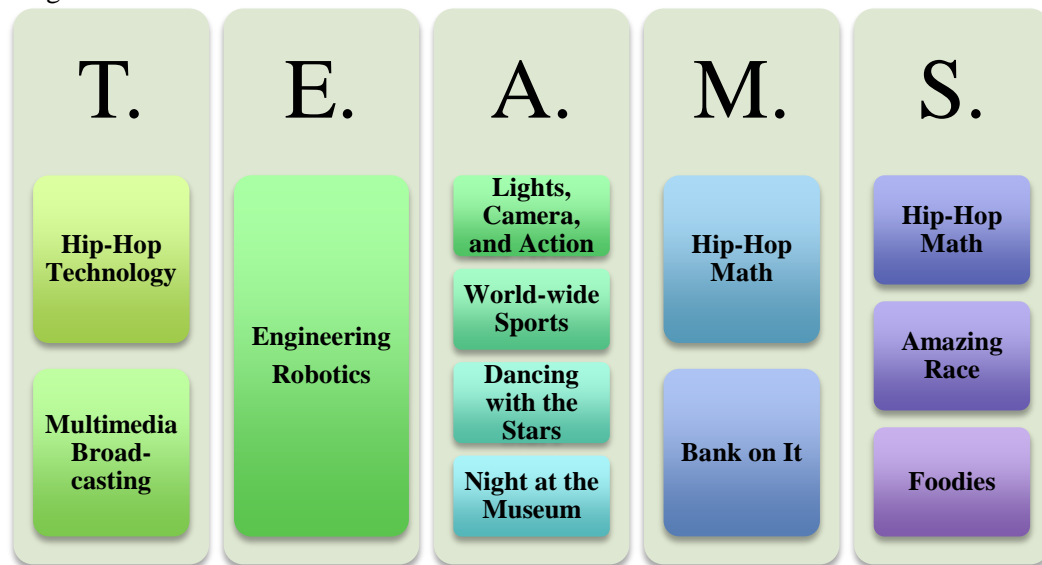 T.
Hip-Hop
Technology
Multimedia
Broad-
casting
E.
Engineering
Robotics
A.
Lights,
Camera,
and Action
World-wide
Sports
Dancing
with the
Stars
Night at the
Museum
M.
Hip-Hop
Math
Bank on It
S.
Hip-Hop
Math
Amazing
Race
Foodies